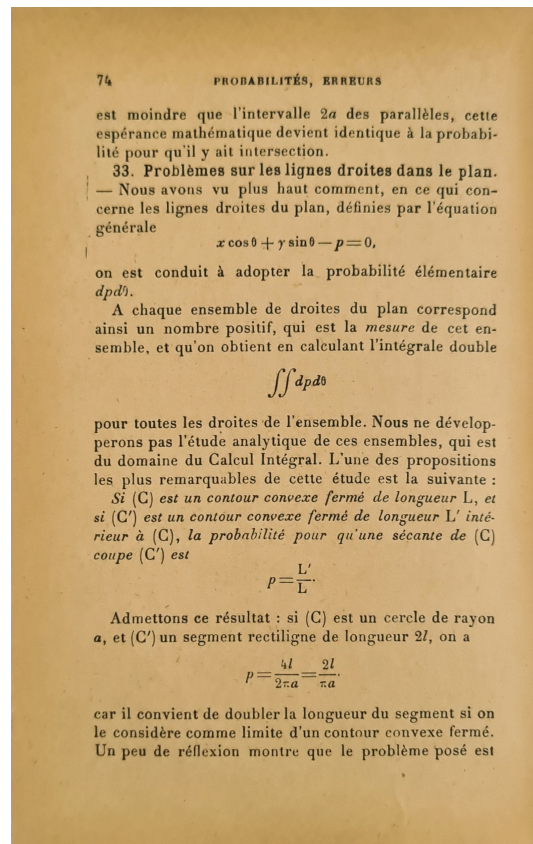 74 PROBABILITÉS, ERREURS
est moindre que l'intervalle 2a des parallèles, cette
espérance mathématique devient identique à la probabi-
lité pour qu'il y ait intersection.
33. Problèmes sur les lignes droites dans le plan.
— Nous avons vu plus haut comment, en ce qui con-
cerne les lignes droites du plan, définies par l'équation
générale
x cos θ + y sin θ — p = 0,
on est conduit à adopter la probabilité élémentaire
dpdθ.
A chaque ensemble de droites du plan correspond
ainsi un nombre positif, qui est la mesure de cet en-
semble, et qu'on obtient en calculant l'intégrale double
∫∫ dpdθ
pour toutes les droites de l'ensemble. Nous ne dévelop-
perons pas l'étude analytique de ces ensembles, qui est
du domaine du Calcul Intégral. L'une des propositions
les plus remarquables de cette étude est la suivante :
Si (C) est un contour convexe fermé de longueur L, et
si (C') est un contour convexe fermé de longueur L' inté-
rieur à (C), la probabilité pour qu'une sécante de (C)
coupe (C') est
p = L'/L.
Admettons ce résultat : si (C) est un cercle de rayon
a, et (C') un segment rectiligne de longueur 2l, on a
p = 4l/2πa = 2l/πa.
car il convient de doubler la longueur du segment si on
le considère comme limite d'un contour convexe fermé.
Un peu de réflexion montre que le problème posé est